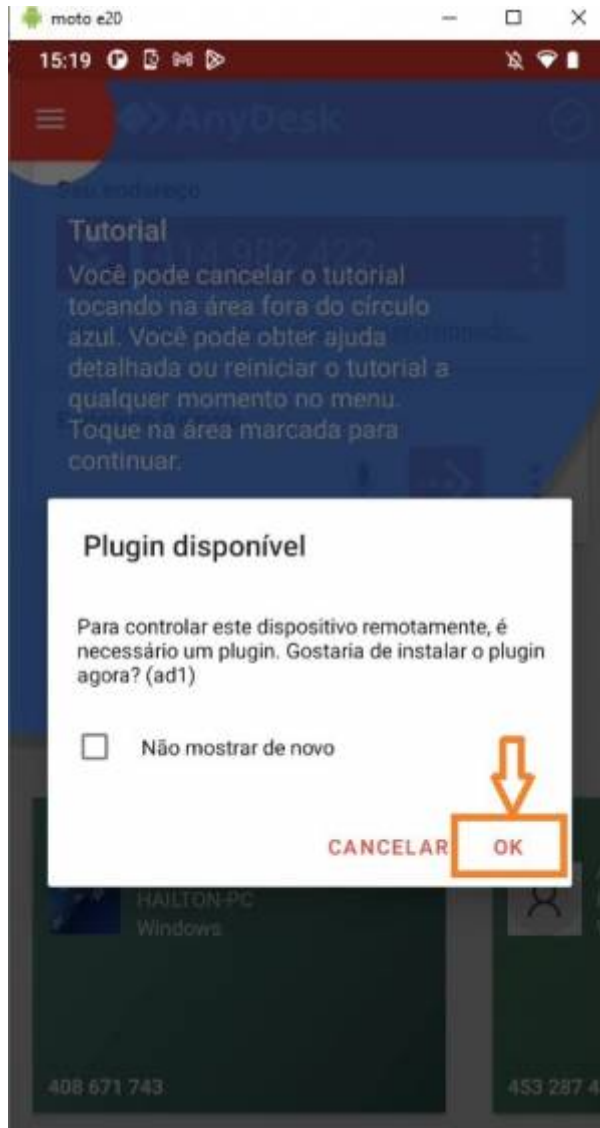 moto e20
15:19
AnyDesk
Seu endereço
Tutorial
Você pode cancelar o tutorial
tocando na área fora do círculo
azul. Você pode obter ajuda
detalhada ou reiniciar o tutorial a
qualquer momento no menu.
Toque na área marcada para
continuar.
Plugin disponível
Para controlar este dispositivo remotamente, é
necessário um plugin. Gostaria de instalar o plugin
agora? (ad1)
Não mostrar de novo
CANCELAR OK
HAILTON-PC
Windows
408 671 743 453 287 4